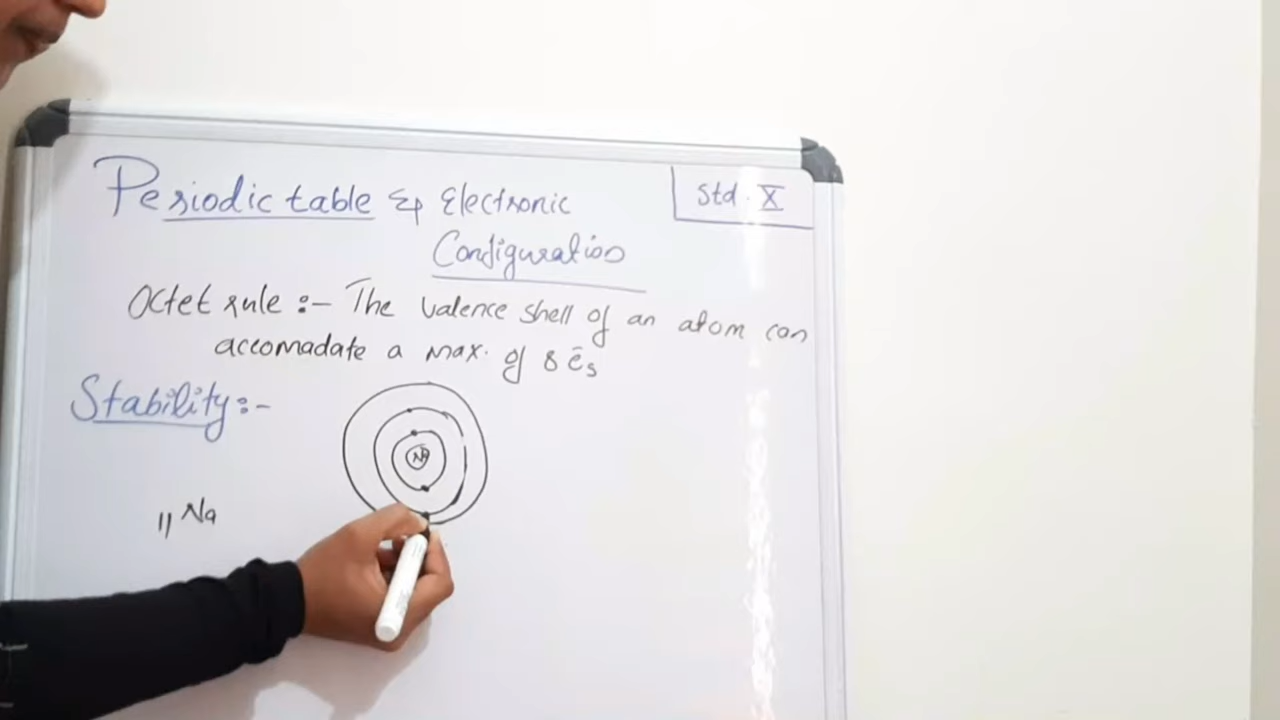 Periodic table & Electronic
Configuration
Std. X
Octet rule :- The valence shell of an atom can
accomadate a max. of 8 ēs
Stability :-
Na
11 Na